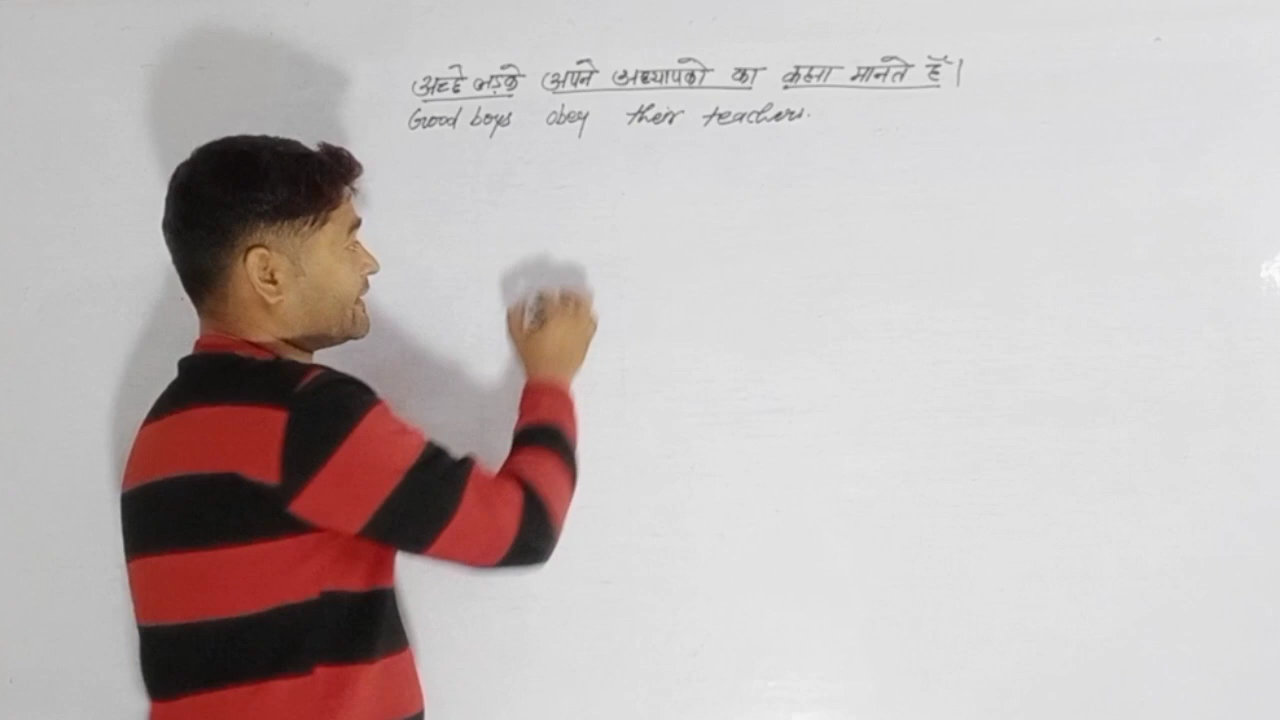 अच्छे लड़के अपने अध्यापको का कहना मानते हैं।
Good boys obey their teachers.